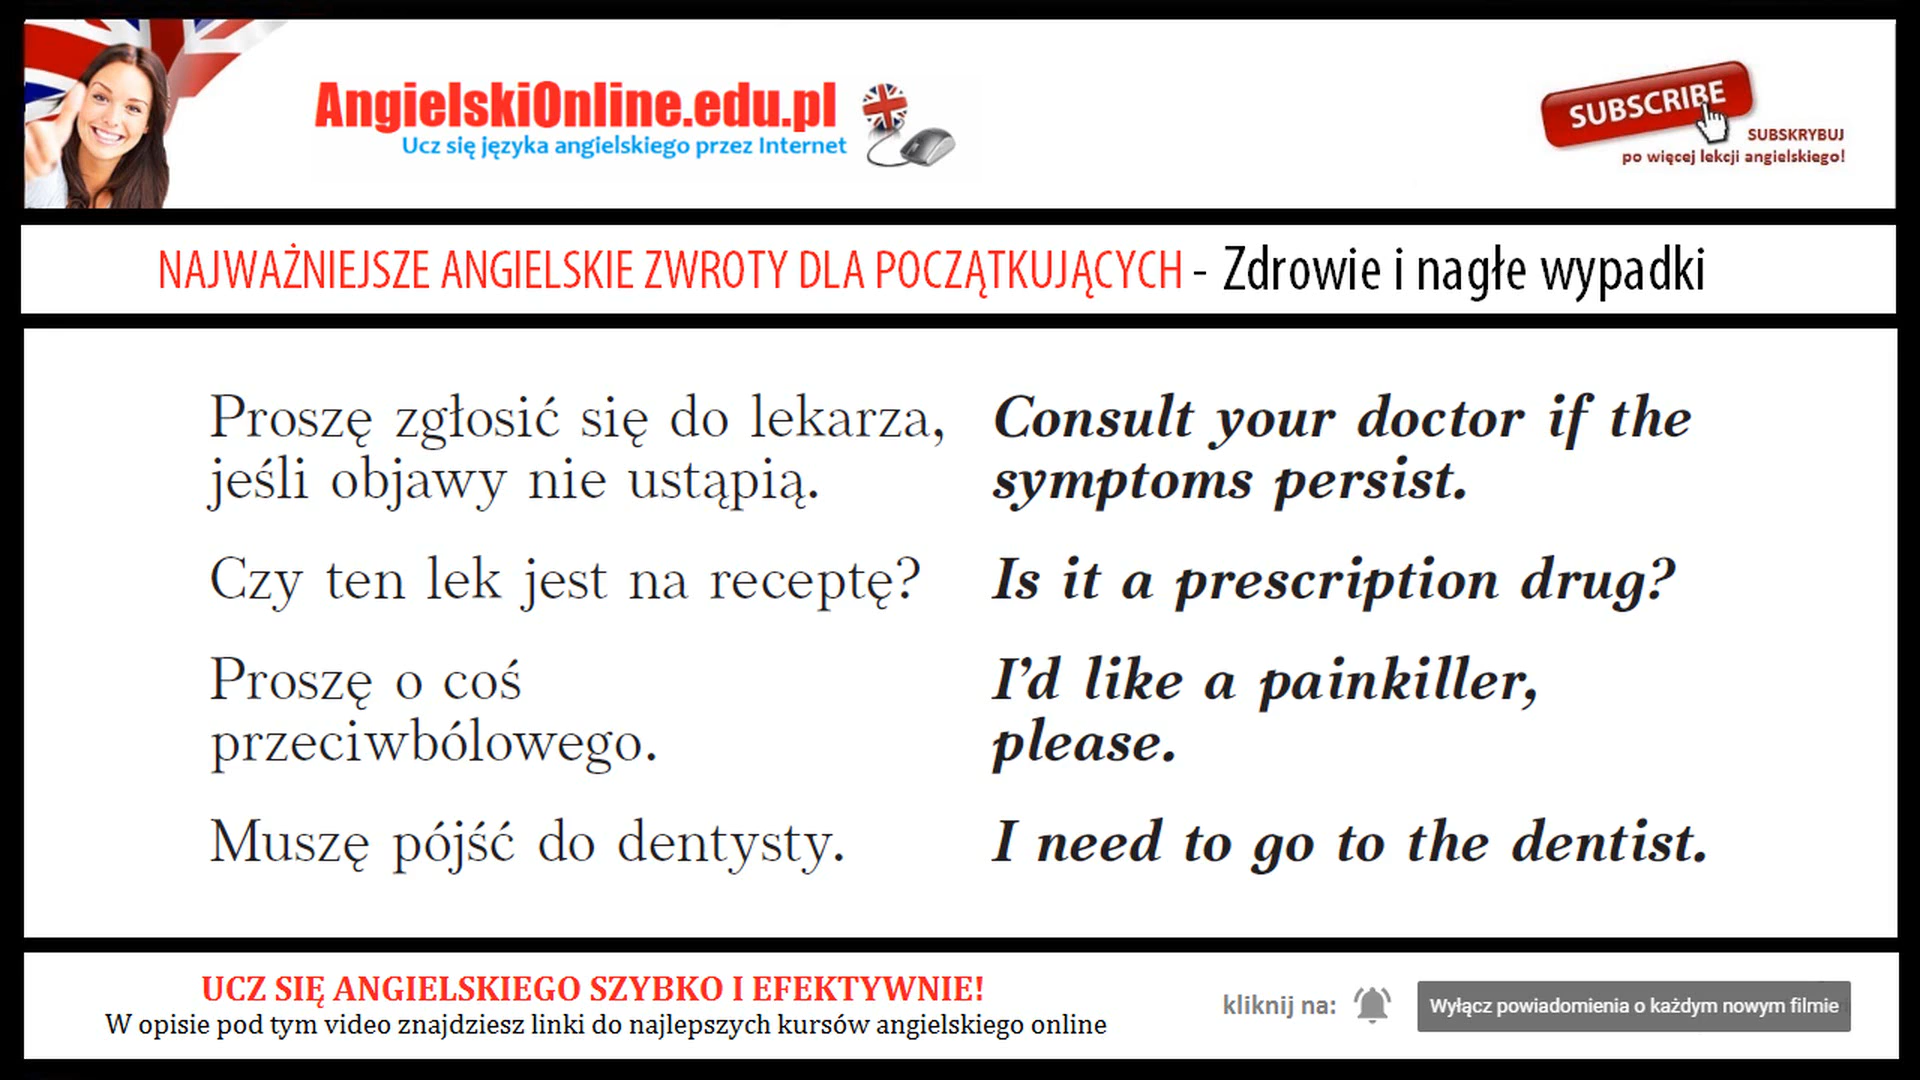 AngielskiOnline.edu.pl
Ucz się języka angielskiego przez Internet
SUBSCRIBE
SUBSKRYBUJ
po więcej lekcji angielskiego!
NAJWAŻNIEJSZE ANGIELSKIE ZWROTY DLA POCZĄTKUJĄCYCH - Zdrowie i nagłe wypadki
Proszę zgłosić się do lekarza,
jeśli objawy nie ustąpią.
Consult your doctor if the
symptoms persist.
Czy ten lek jest na receptę?
Is it a prescription drug?
Proszę o coś
przeciwbólowego.
I'd like a painkiller,
please.
Muszę pójść do dentysty.
I need to go to the dentist.
UCZ SIĘ ANGIELSKIEGO SZYBKO I EFEKTYWNIE!
W opisie pod tym video znajdziesz linki do najlepszych kursów angielskiego online
kliknij na:
Wyłącz powiadomienia o każdym nowym filmie